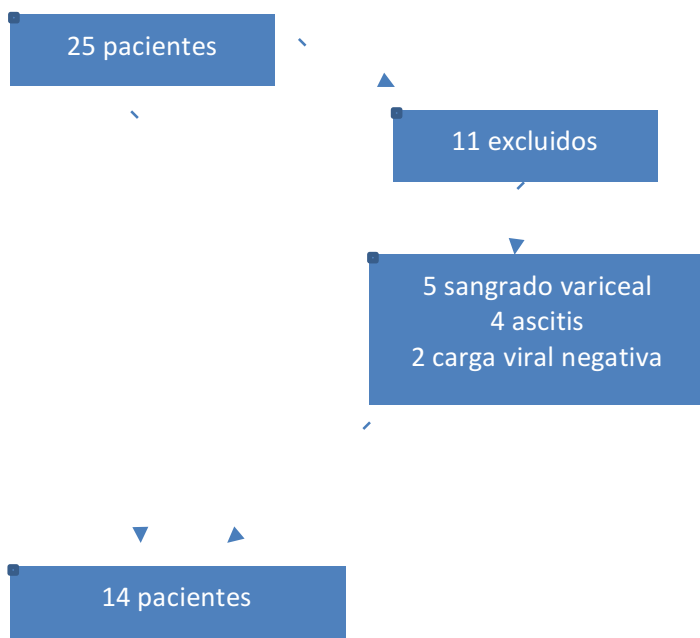 25 pacientes
11 excluidos
5 sangrado variceal
4 ascitis
2 carga viral negativa
14 pacientes